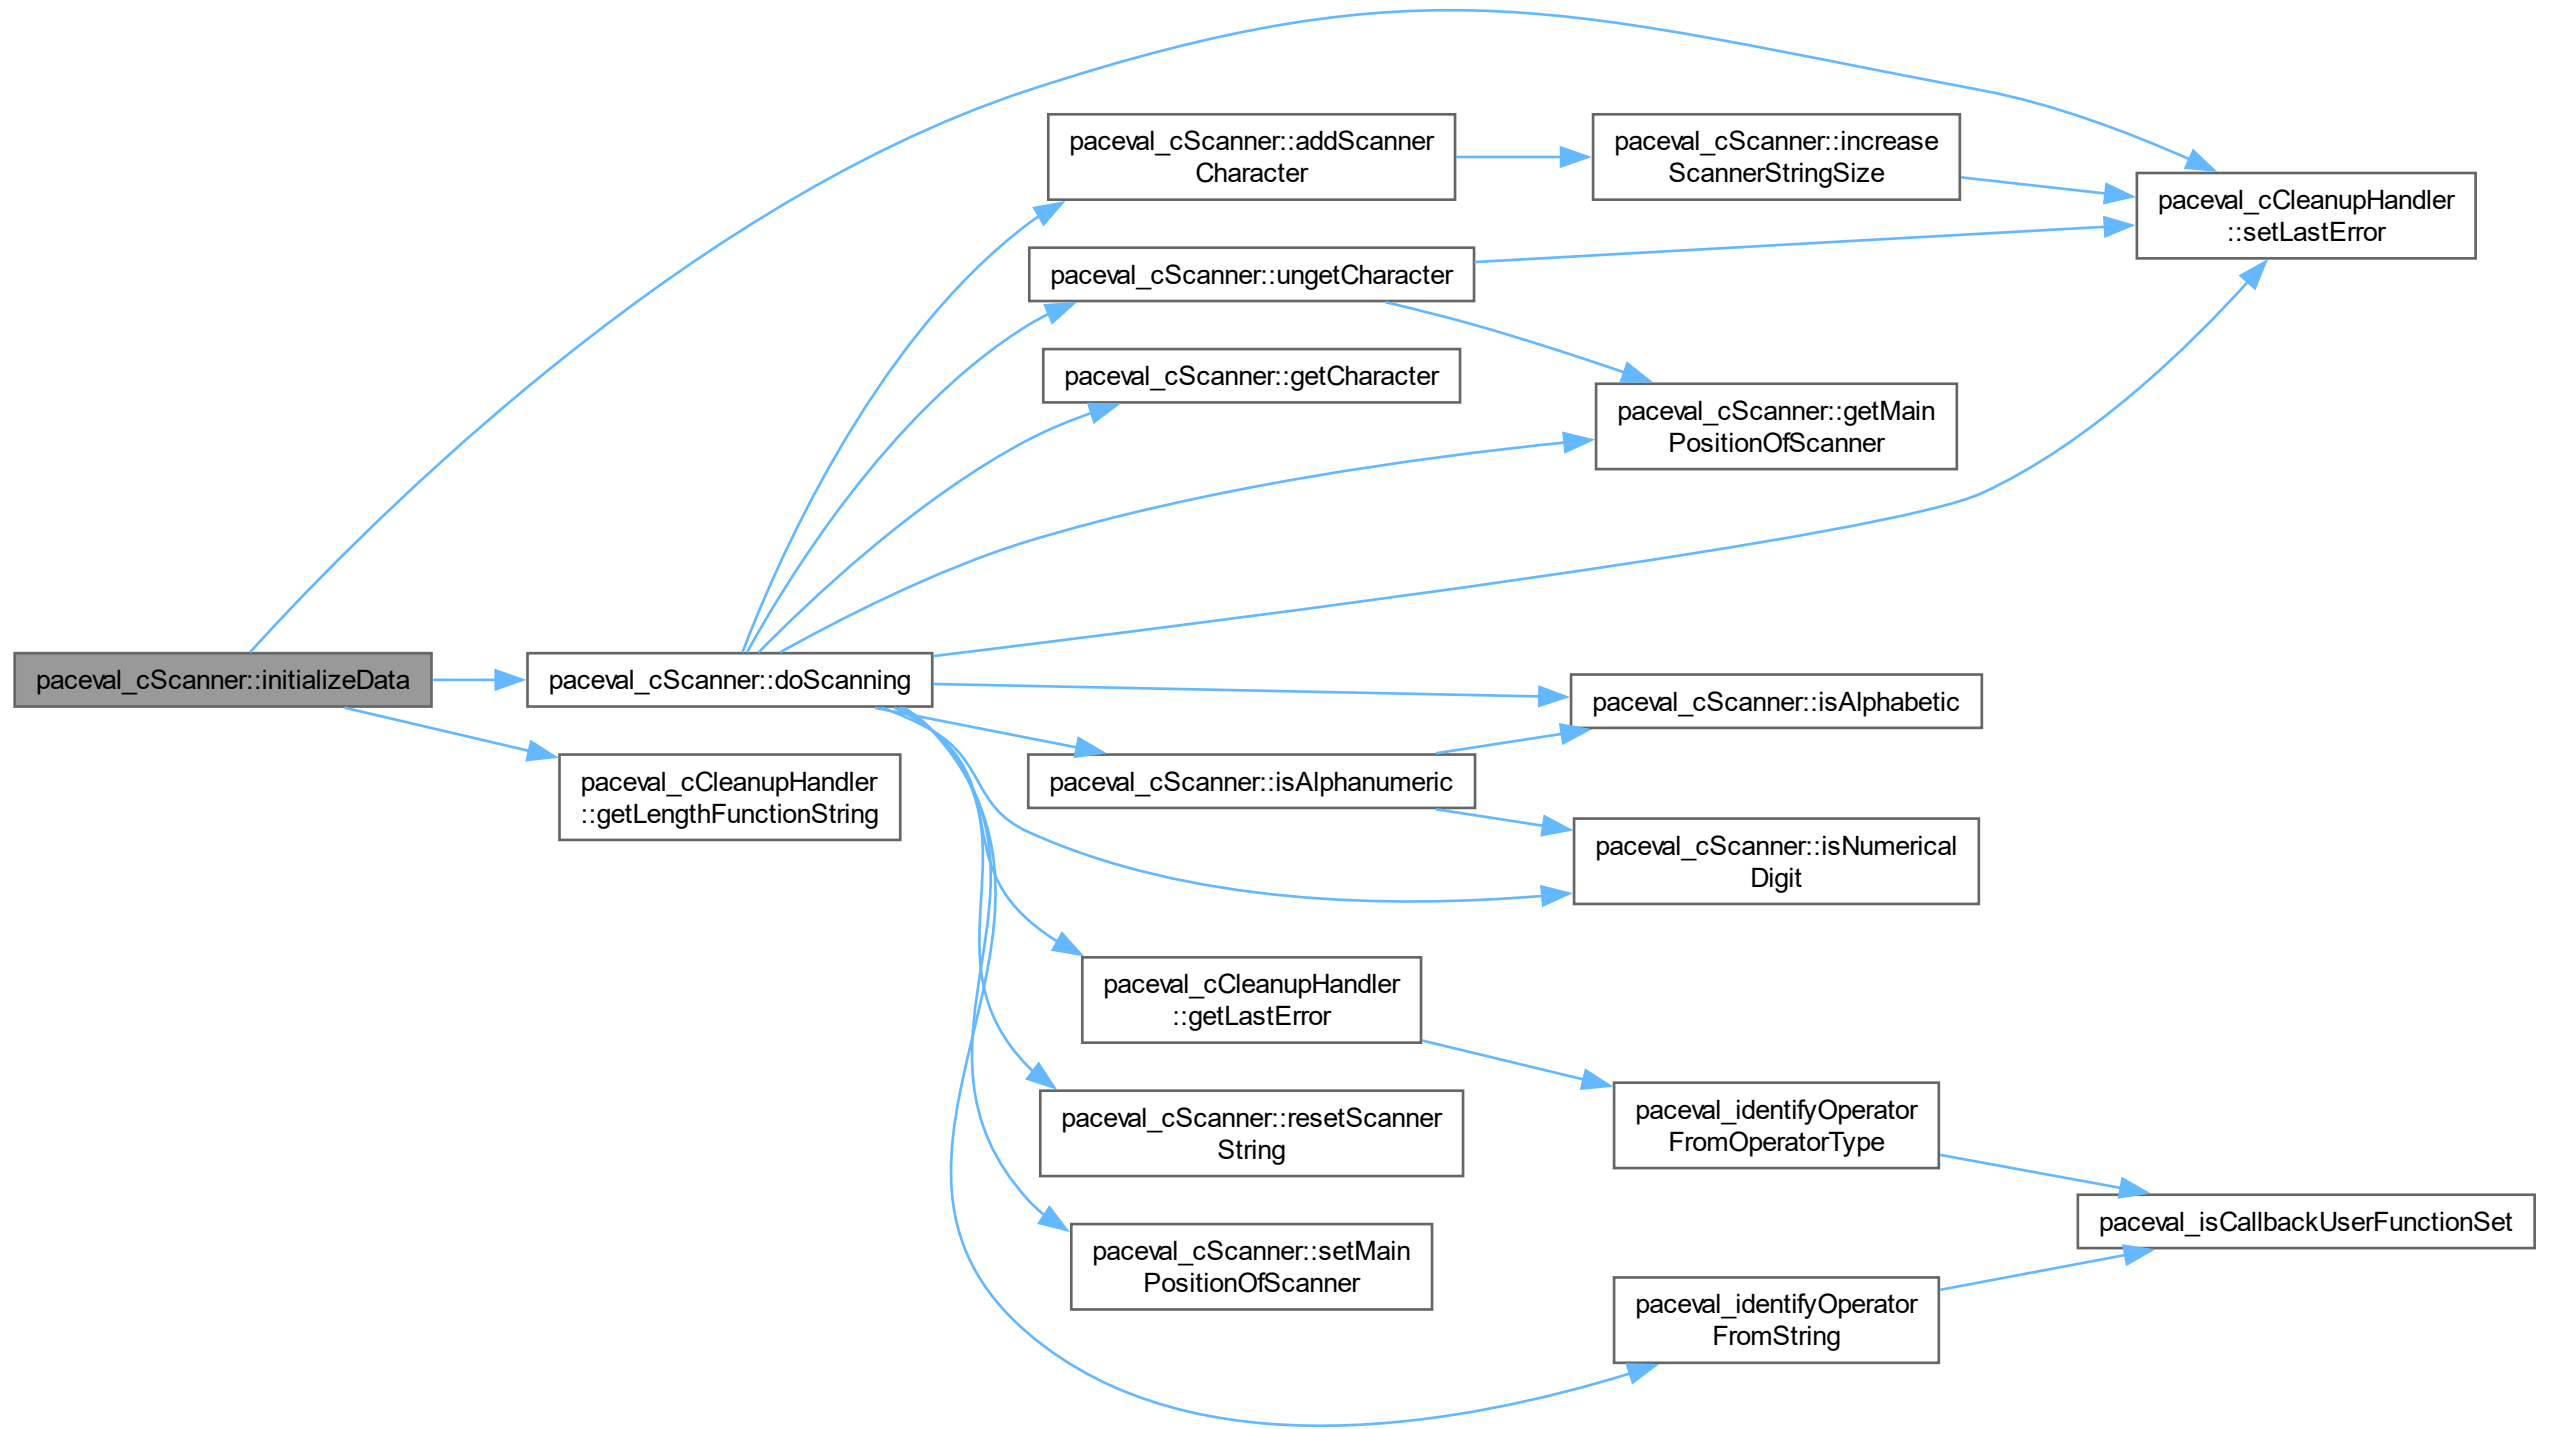 paceval_cScanner::initializeData
paceval_cScanner::doScanning
paceval_cCleanupHandler
::getLengthFunctionString
paceval_cScanner::addScanner
Character
paceval_cScanner::ungetCharacter
paceval_cScanner::getCharacter
paceval_cScanner::isAlphanumeric
paceval_cCleanupHandler
::getLastError
paceval_cScanner::resetScanner
String
paceval_cScanner::setMain
PositionOfScanner
paceval_cScanner::increase
ScannerStringSize
paceval_cScanner::getMain
PositionOfScanner
paceval_cScanner::isAlphabetic
paceval_cScanner::isNumerical
Digit
paceval_identifyOperator
FromOperatorType
paceval_identifyOperator
FromString
paceval_cCleanupHandler
::setLastError
paceval_isCallbackUserFunctionSet